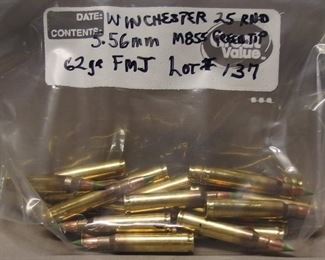 DATE: WINCHESTER 25 RND
CONTENTS: 5.56mm M855 GREEN TIP
Value
62gr FMJ LOT# 137